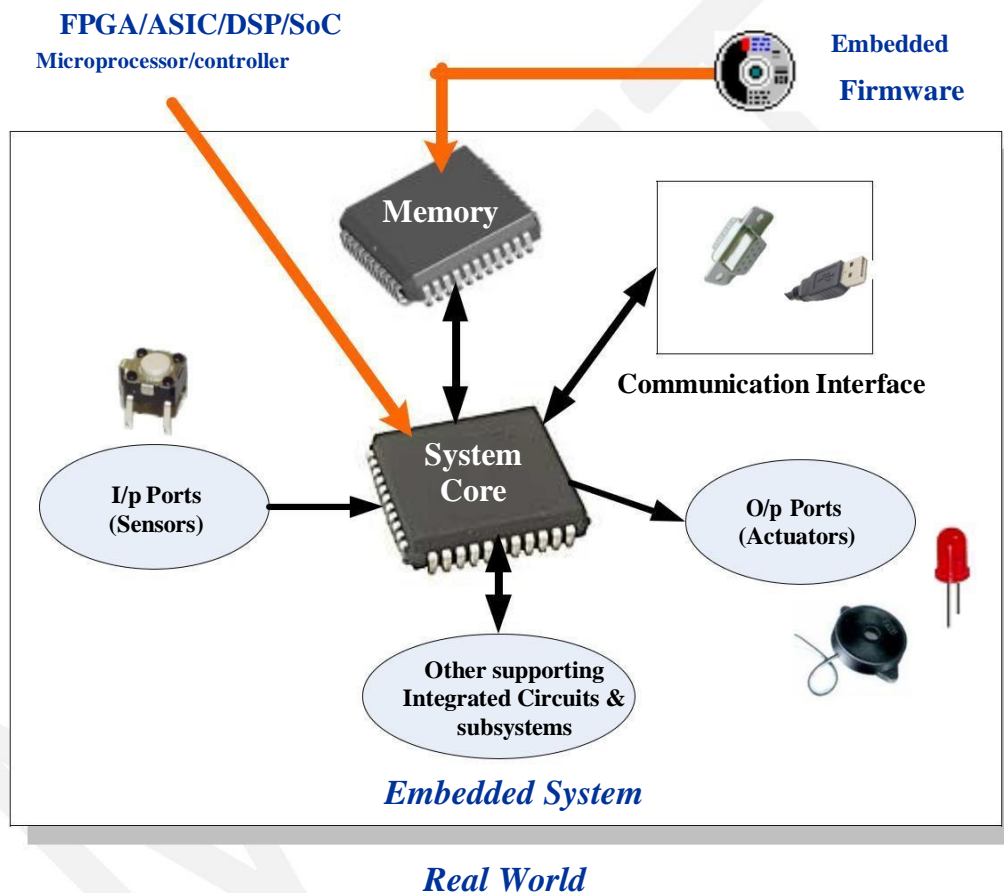 FPGA/ASIC/DSP/SoC
Microprocessor/controller
Embedded
Firmware
Memory
Communication Interface
System
Core
I/p Ports
(Sensors)
O/p Ports
(Actuators)
Other supporting
Integrated Circuits &
subsystems
Embedded System
Real World